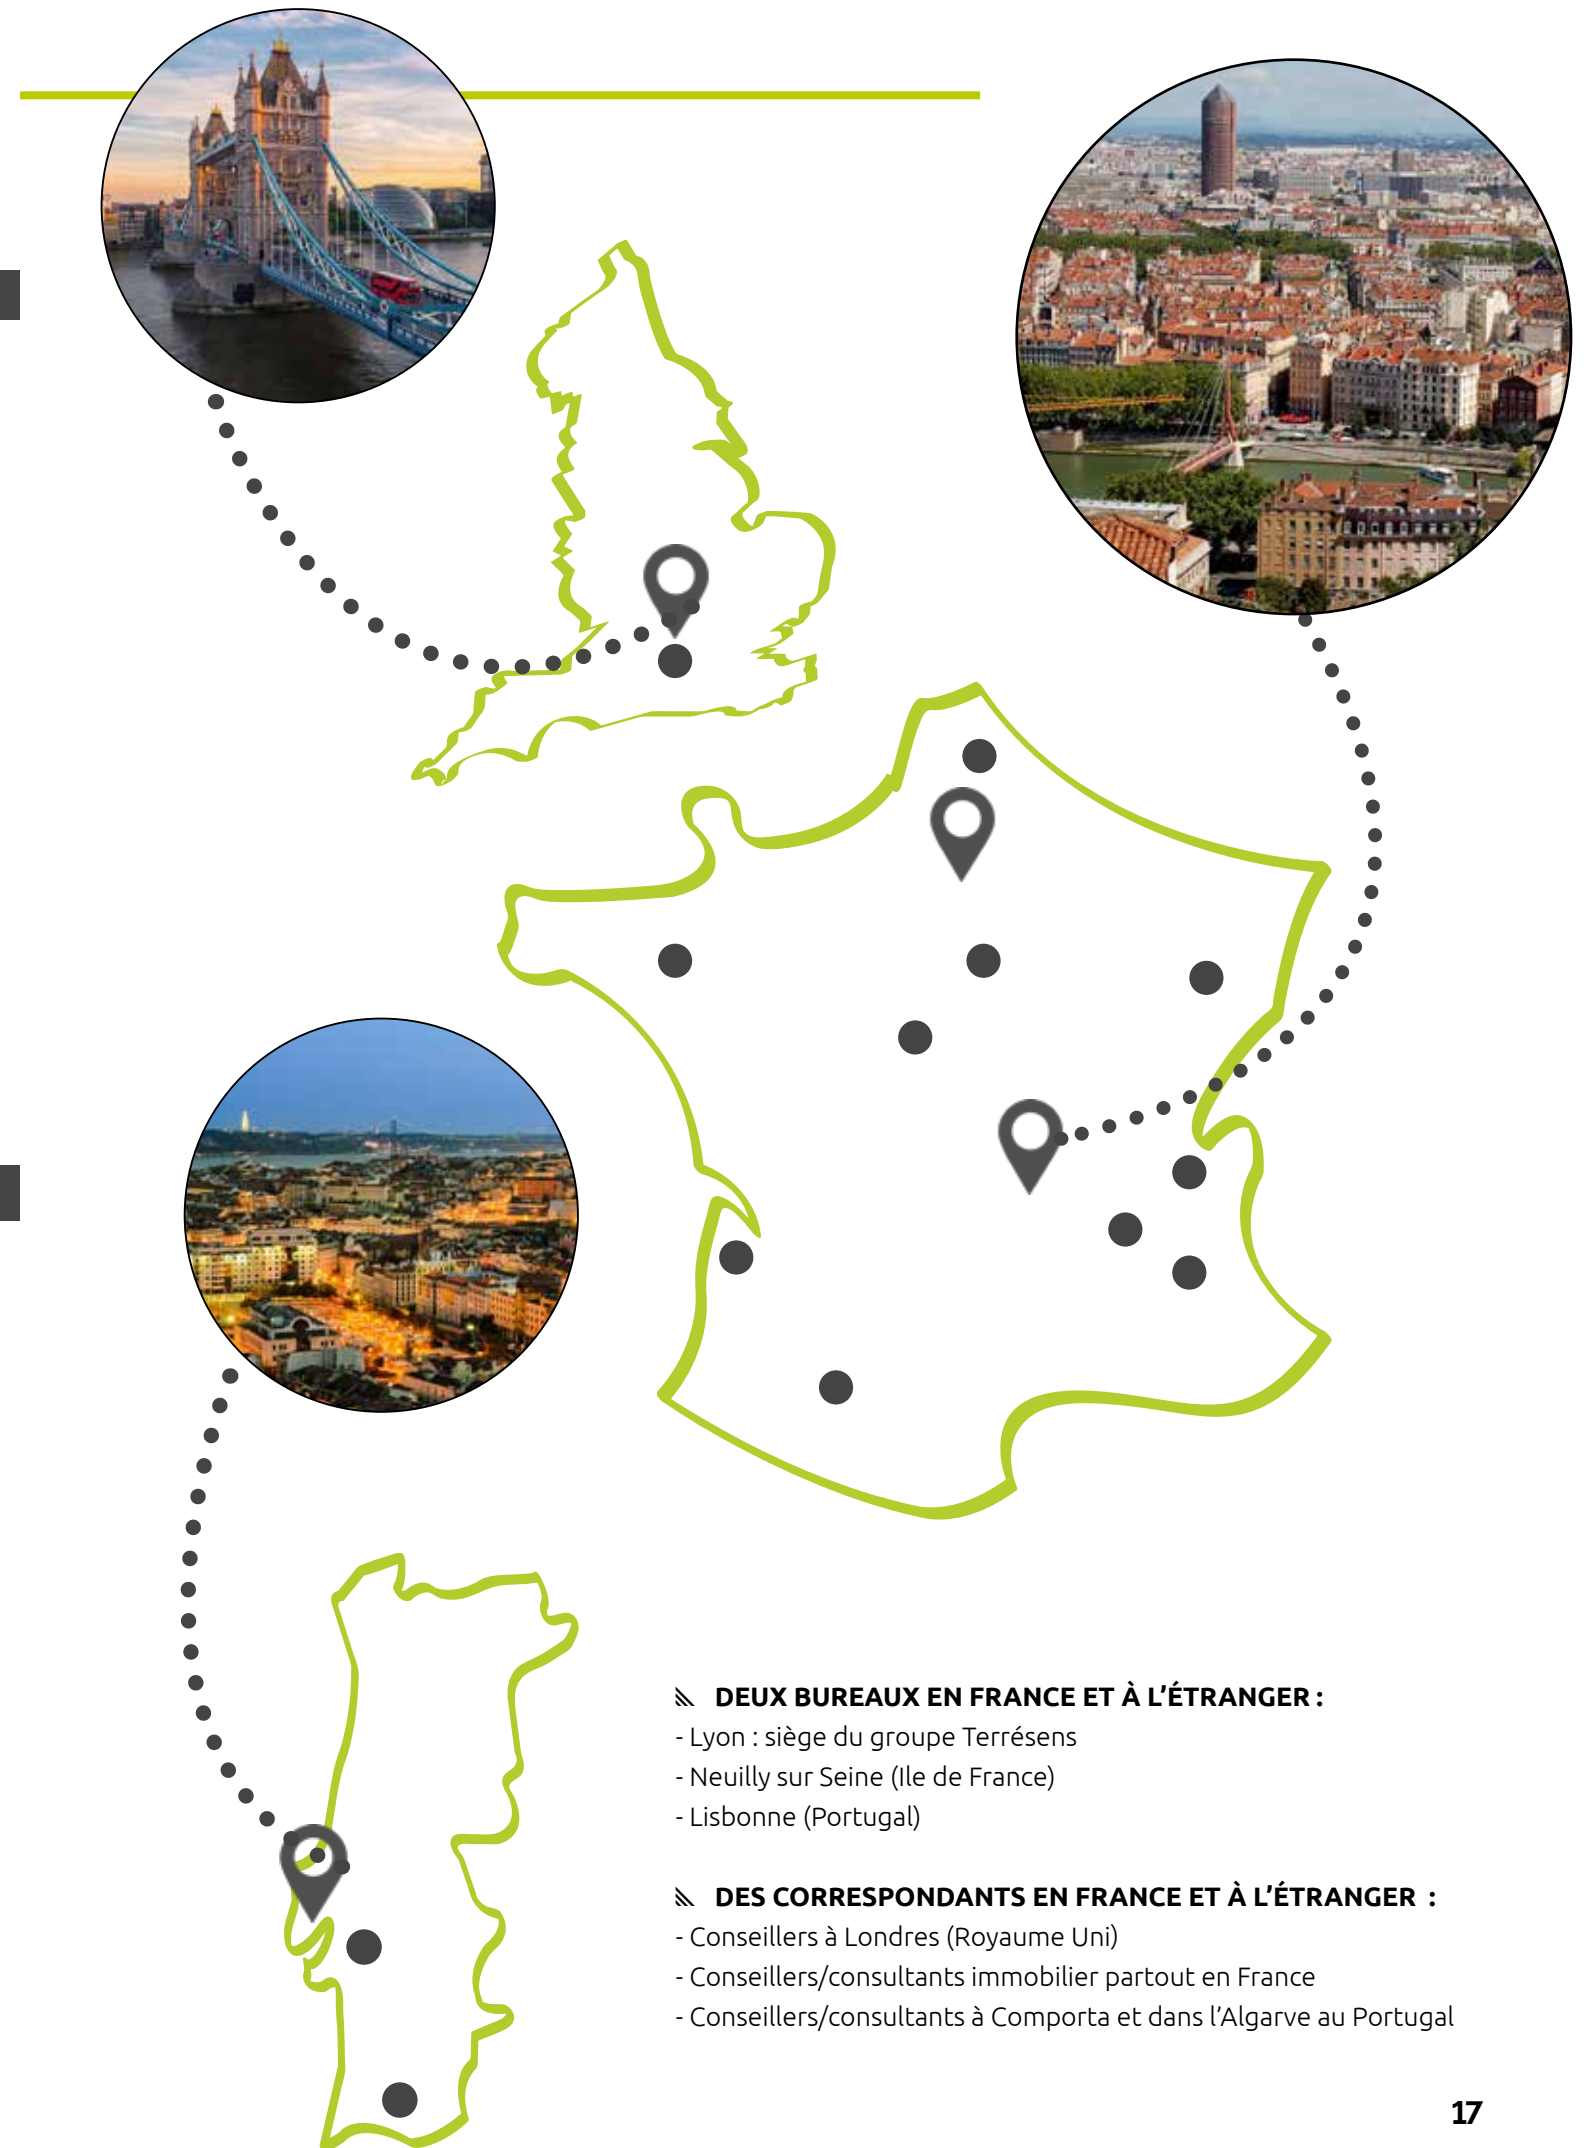 DEUX BUREAUX EN FRANCE ET À L'ÉTRANGER :
- Lyon : siège du groupe Terrésens
- Neuilly sur Seine (Ile de France)
- Lisbonne (Portugal)
DES CORRESPONDANTS EN FRANCE ET À L'ÉTRANGER :
- Conseillers à Londres (Royaume Uni)
- Conseillers/consultants immobilier partout en France
- Conseillers/consultants à Comporta et dans l'Algarve au Portugal
17